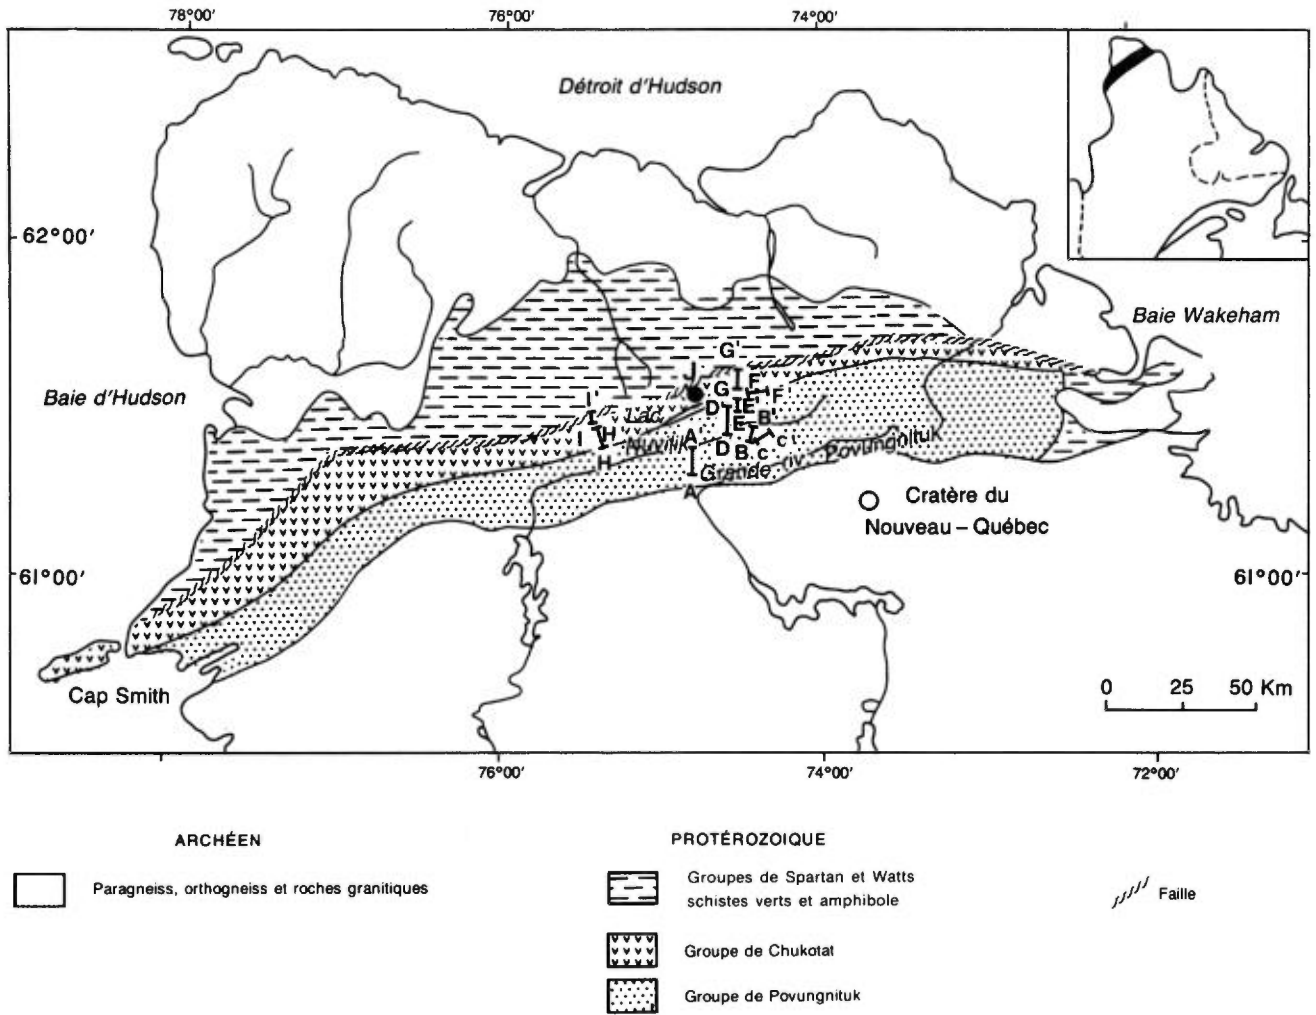 78°00'
76°00'
74°00'
Détroit d'Hudson
62°00'
Baie Wakeham
Baie d'Hudson
G'
J
F'
G
F
I'
Lac
D'
E'
B'
E
I
H'
Nuvilik
A'
D
B
C
C'
H
Grande riv Povungnituk
A
Cratère du
Nouveau-Québec
61°00'
61°00'
Cap Smith
0 25 50 Km
76°00'
74°00'
72°00'
ARCHÉEN
Paragneiss, orthogneiss et roches granitiques
PROTÉROZOIQUE
Groupes de Spartan et Watts
schistes verts et amphibole
Faille
Groupe de Chukotat
Groupe de Povungnituk